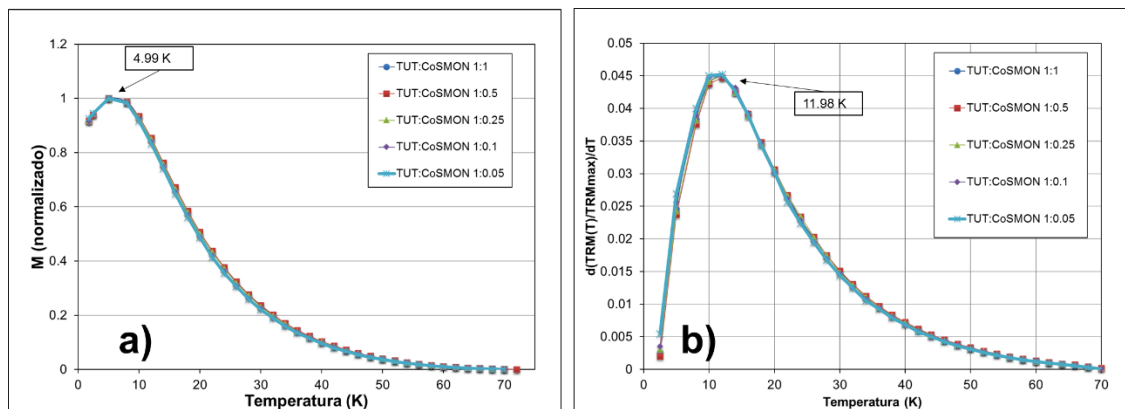 1.2
1
0.8
0.6
0.4
0.2
0
M (normalizado)
4.99 K
TUT:CoSMON 1:1
TUT:CoSMON 1:0.5
TUT:CoSMON 1:0.25
TUT:CoSMON 1:0.1
TUT:CoSMON 1:0.05
a)
0 10 20 30 40 50 60 70
Temperatura (K)
0.05
0.045
0.04
0.035
0.03
0.025
0.02
0.015
0.01
0.005
0
d(TRM(T)/TRMmax)/dT
11.98 K
TUT:CoSMON 1:1
TUT:CoSMON 1:0.5
TUT:CoSMON 1:0.25
TUT:CoSMON 1:0.1
TUT:CoSMON 1:0.05
b)
0 10 20 30 40 50 60 70
Temperatura (K)